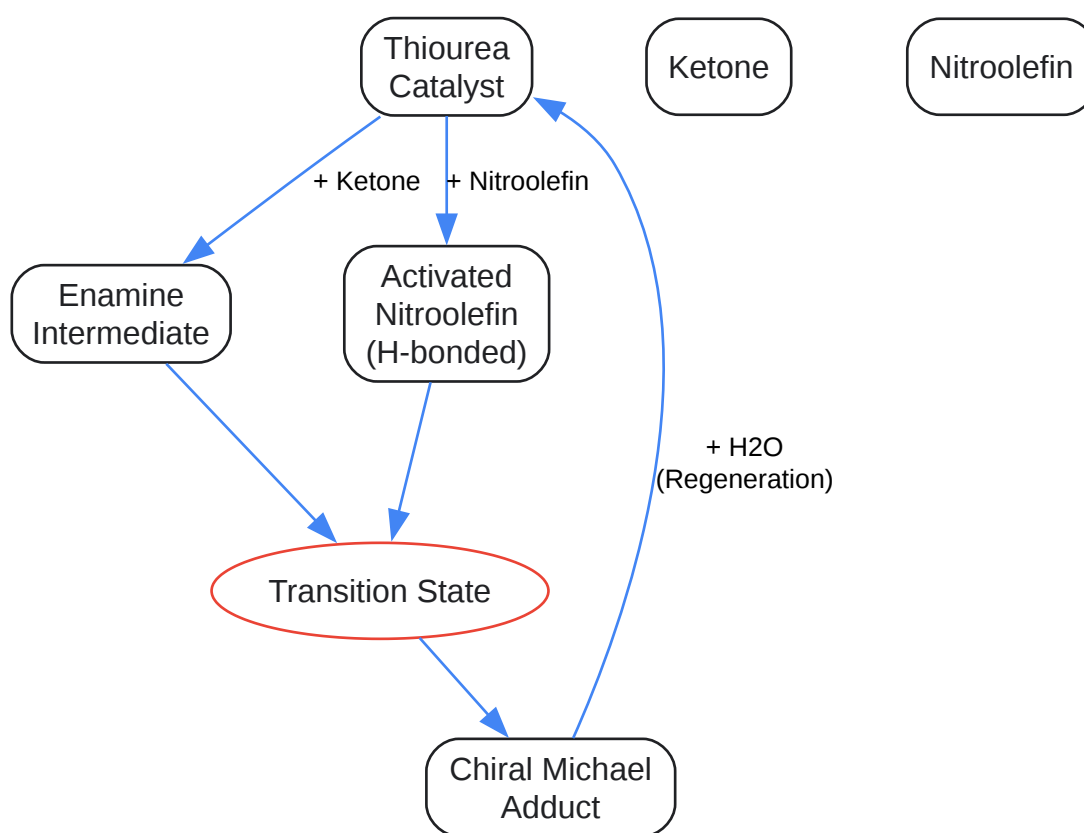 Thiourea
Catalyst
Ketone
Nitroolefin
+ Ketone
+ Nitroolefin
Enamine
Intermediate
Activated
Nitroolefin
(H-bonded)
+ H2O
(Regeneration)
Transition State
Chiral Michael
Adduct